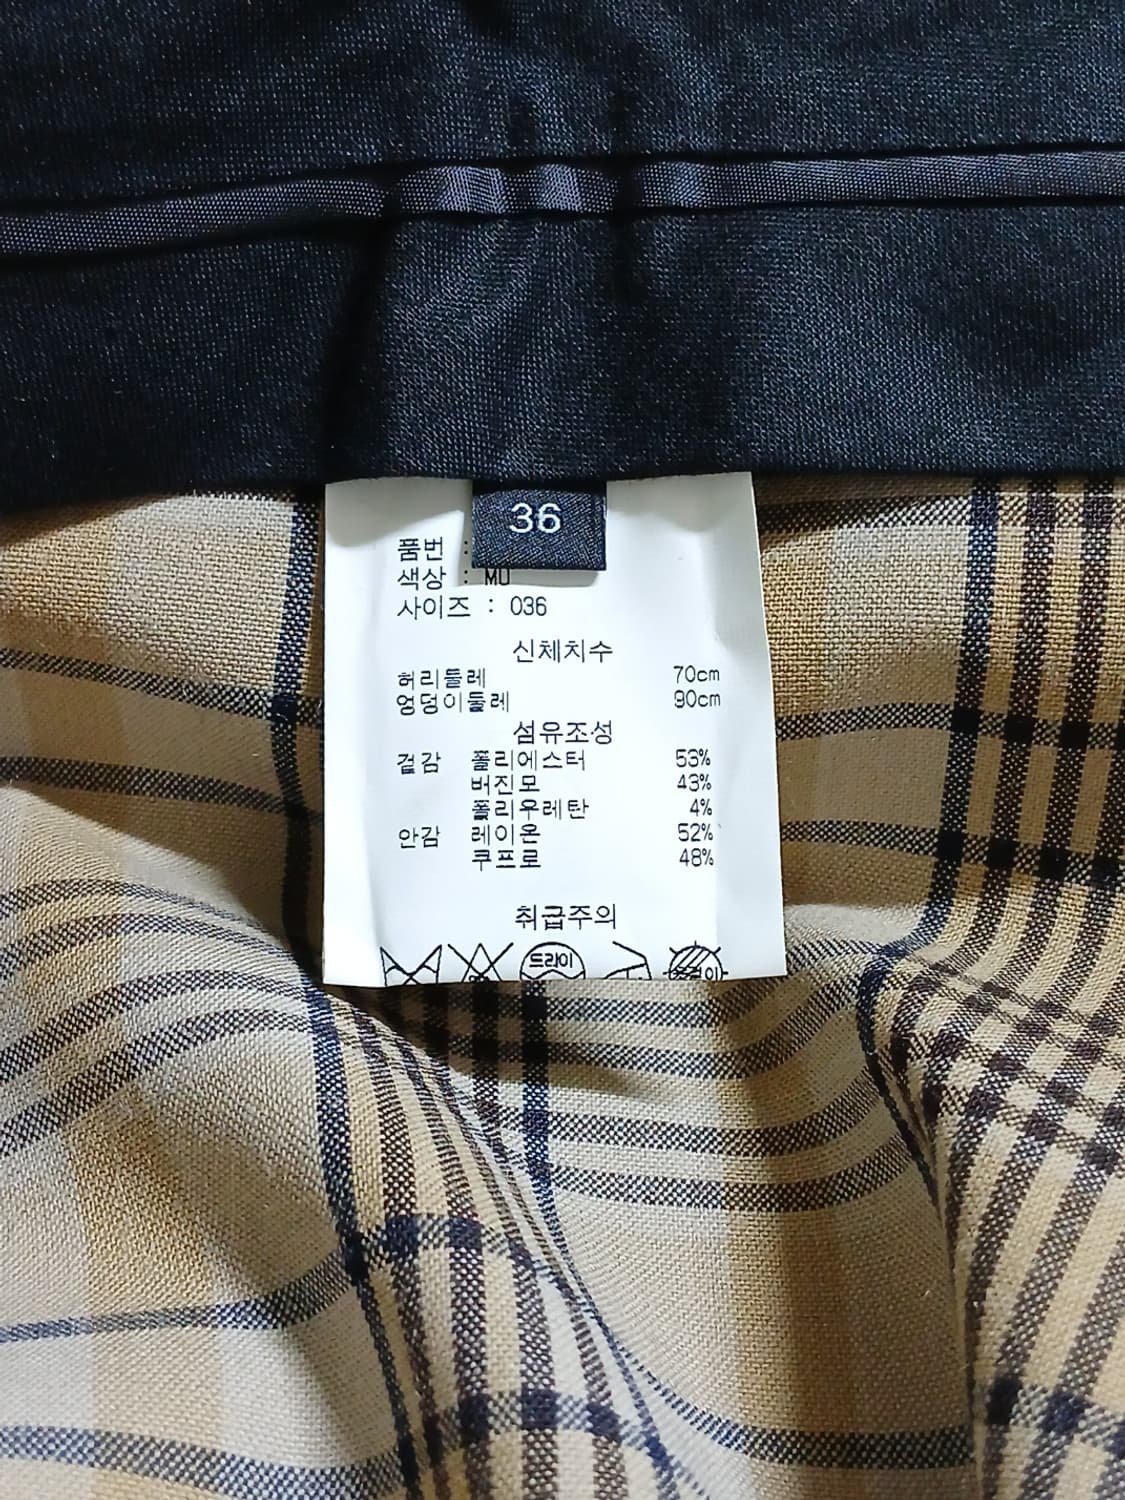 36
품번 :
색상 : MU
사이즈 : 036
신체치수
허리둘레 70cm
엉덩이둘레 90cm
섬유조성
겉감 폴리에스터 53%
버진모 43%
폴리우레탄 4%
안감 레이온 52%
쿠프로 48%
취급주의
드라이